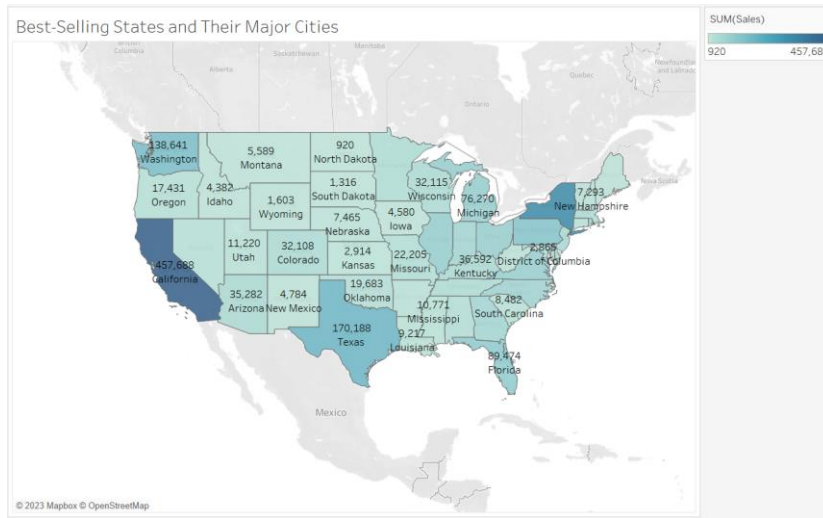 Best-Selling States and Their Major Cities
SUM(Sales)
920
457,68
Alberta
Ontario
Quebec
Nova Scotia
138,641
Washington
5,589
Montana
920
North Dakota
17,431
Oregon
4,382
Idaho
1,603
Wyoming
1,316
South Dakota
32,115
Wisconsin
76,270
Michigan
7,293
New Hampshire
7,465
Nebraska
4,580
Iowa
457,688
California
11,220
Utah
32,108
Colorado
2,914
Kansas
22,205
Missouri
36,592
Kentucky
2,865
District of Columbia
35,282
Arizona
4,784
New Mexico
19,683
Oklahoma
10,771
Mississippi
8,482
South Carolina
170,188
Texas
9,217
Louisiana
89,474
Florida
Mexico
© 2023 Mapbox © OpenStreetMap